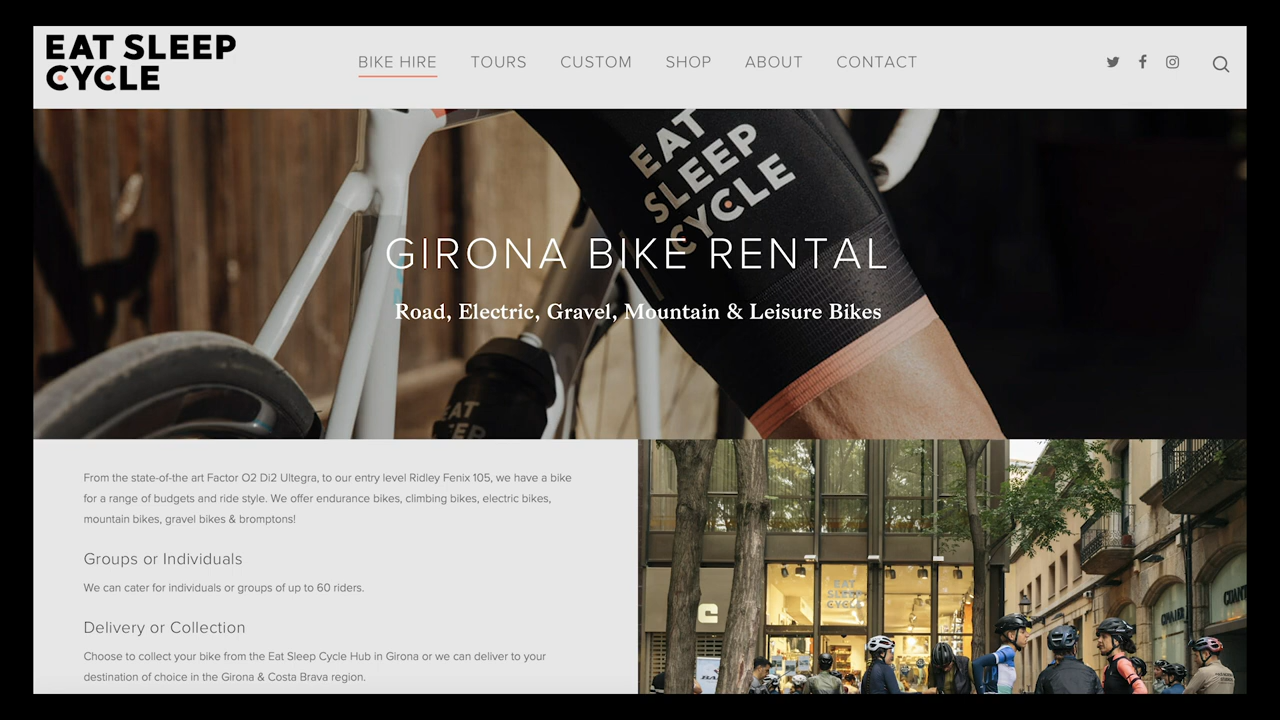 EAT SLEEP
CYCLE
BIKE HIRE TOURS CUSTOM SHOP ABOUT CONTACT
EAT
SLEEP
CYCLE
GIRONA BIKE RENTAL
Road, Electric, Gravel, Mountain & Leisure Bikes
From the state-of-the art Factor O2 Di2 Ultegra, to our entry level Ridley Fenix 105, we have a bike
for a range of budgets and ride style. We offer endurance bikes, climbing bikes, electric bikes,
mountain bikes, gravel bikes & bromptons!
Groups or Individuals
We can cater for individuals or groups of up to 60 riders.
Delivery or Collection
Choose to collect your bike from the Eat Sleep Cycle Hub in Girona or we can deliver to your
destination of choice in the Girona & Costa Brava region.
EAT
SLEEP
CYCLE